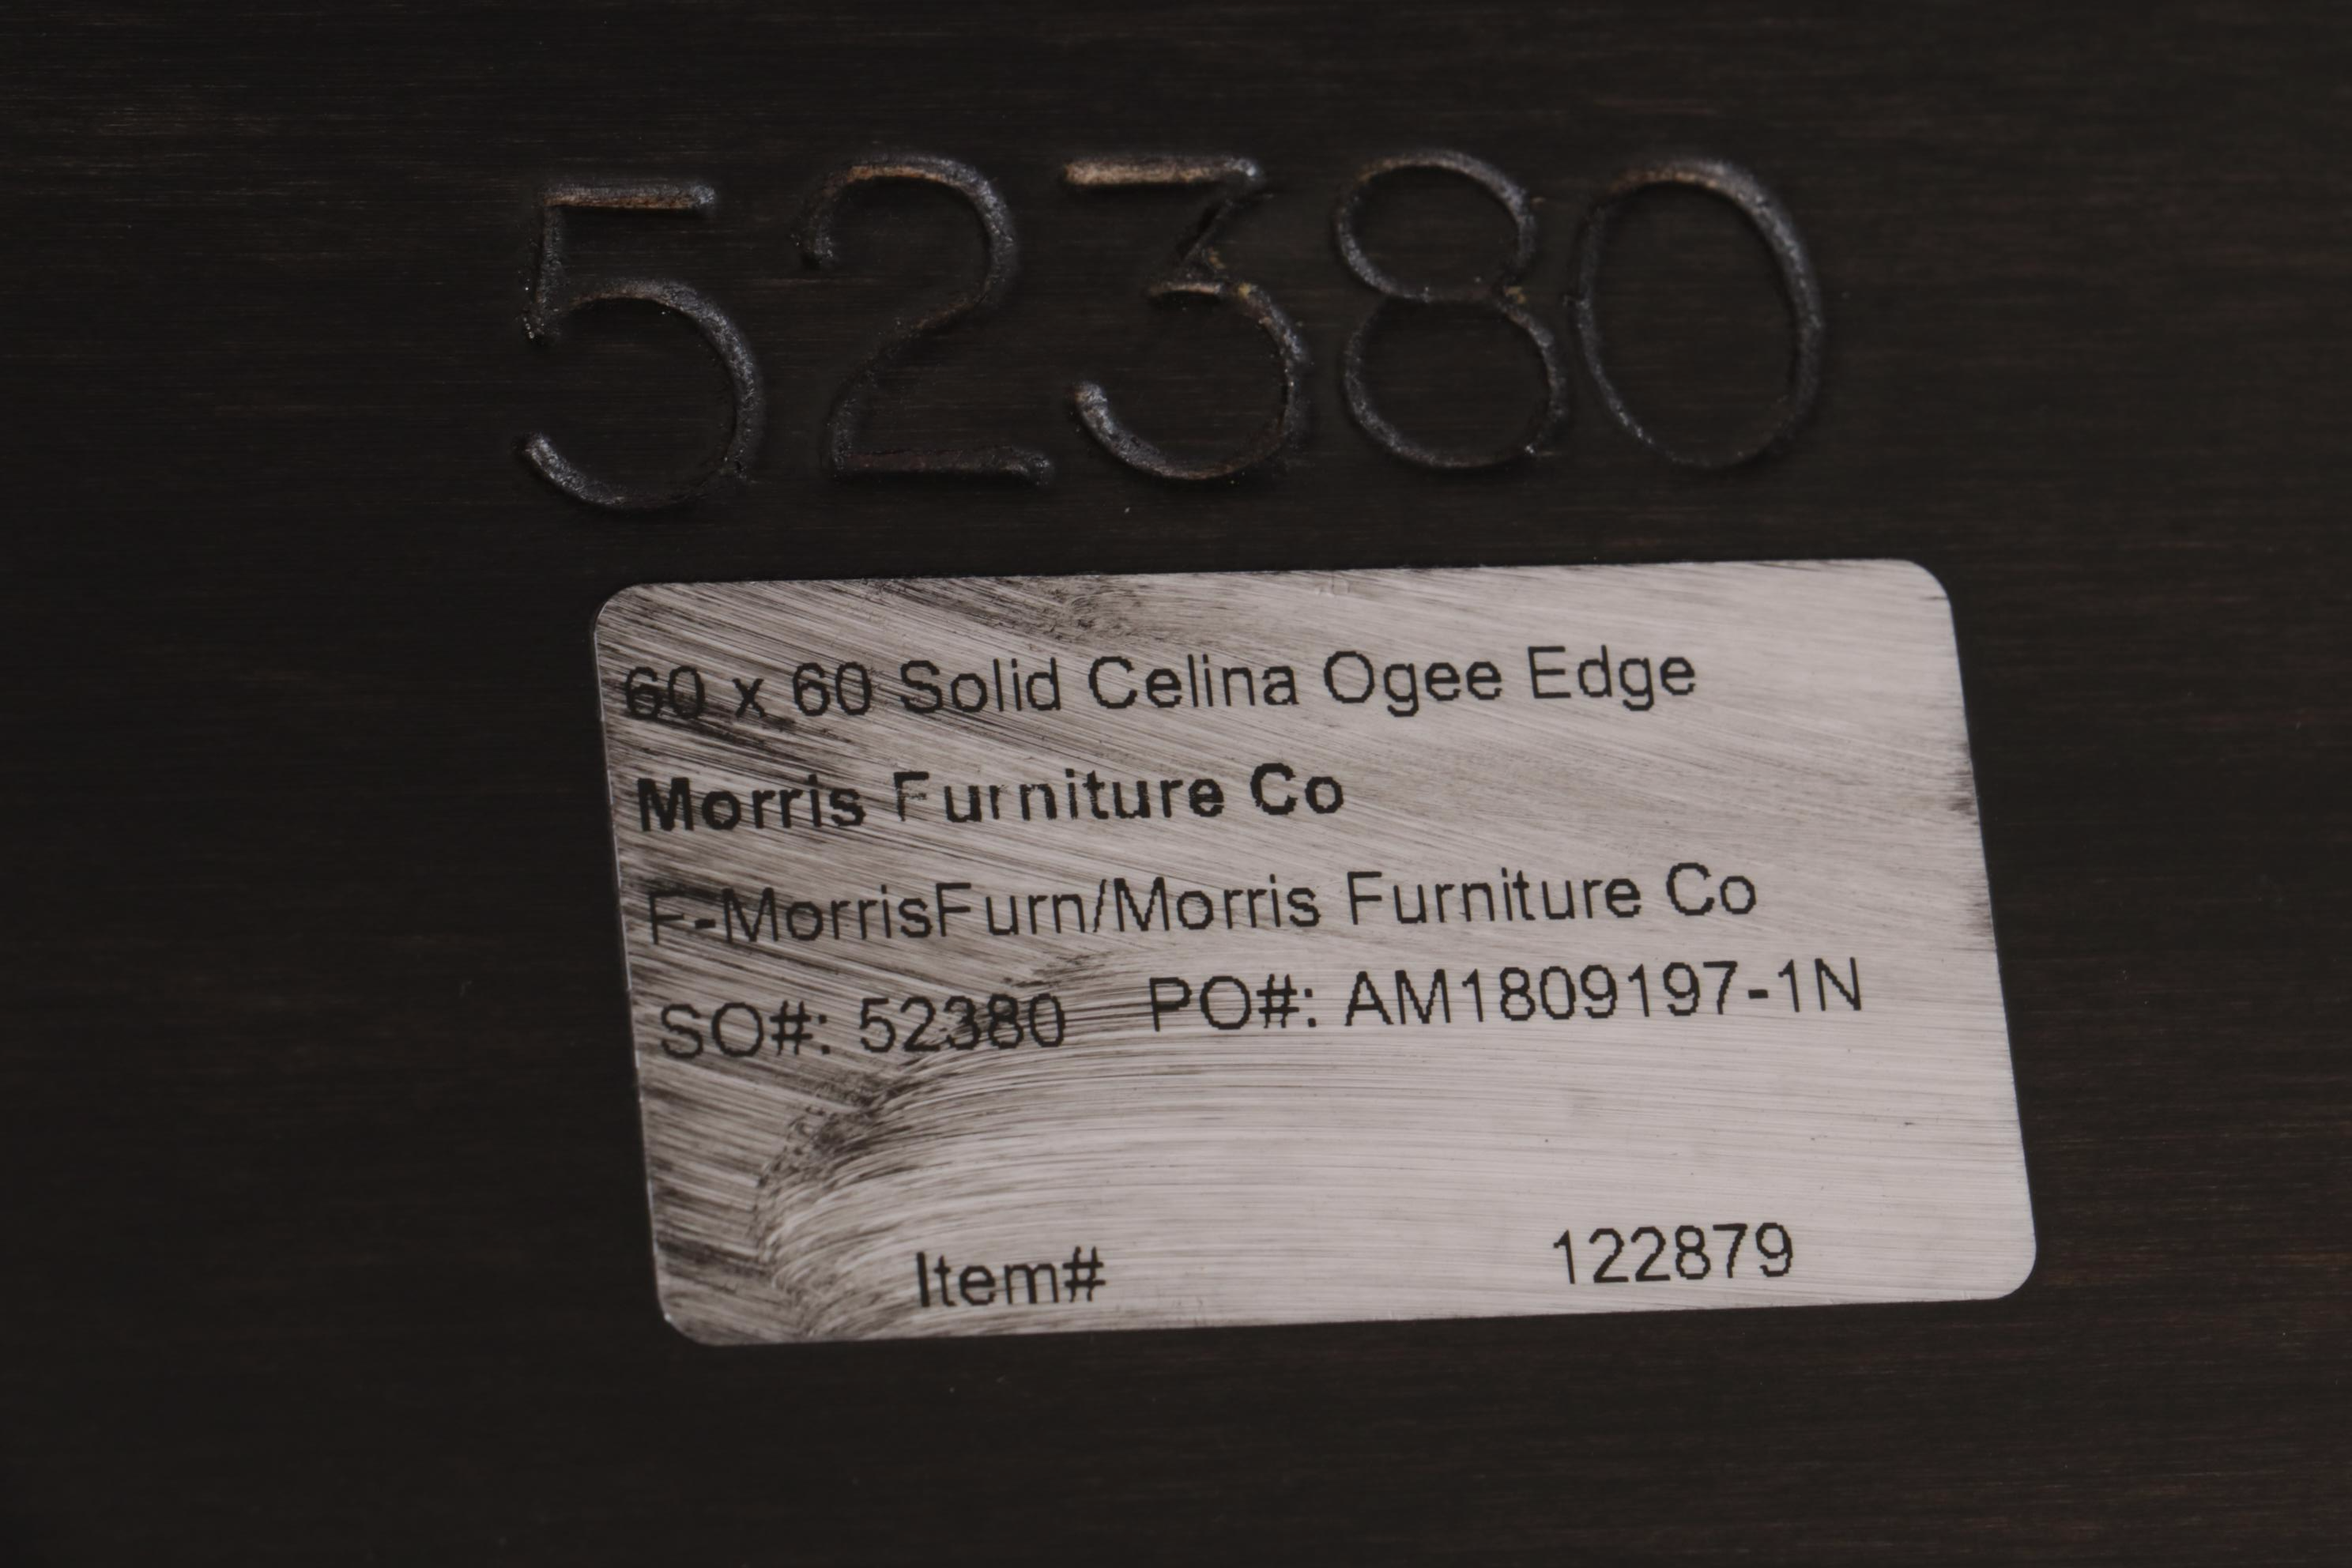 52380
60 x 60 Solid Celina Ogee Edge
Morris Furniture Co
F-MorrisFurn/Morris Furniture Co
SO#: 52380 PO#: AM1809197-1N
Item# 122879